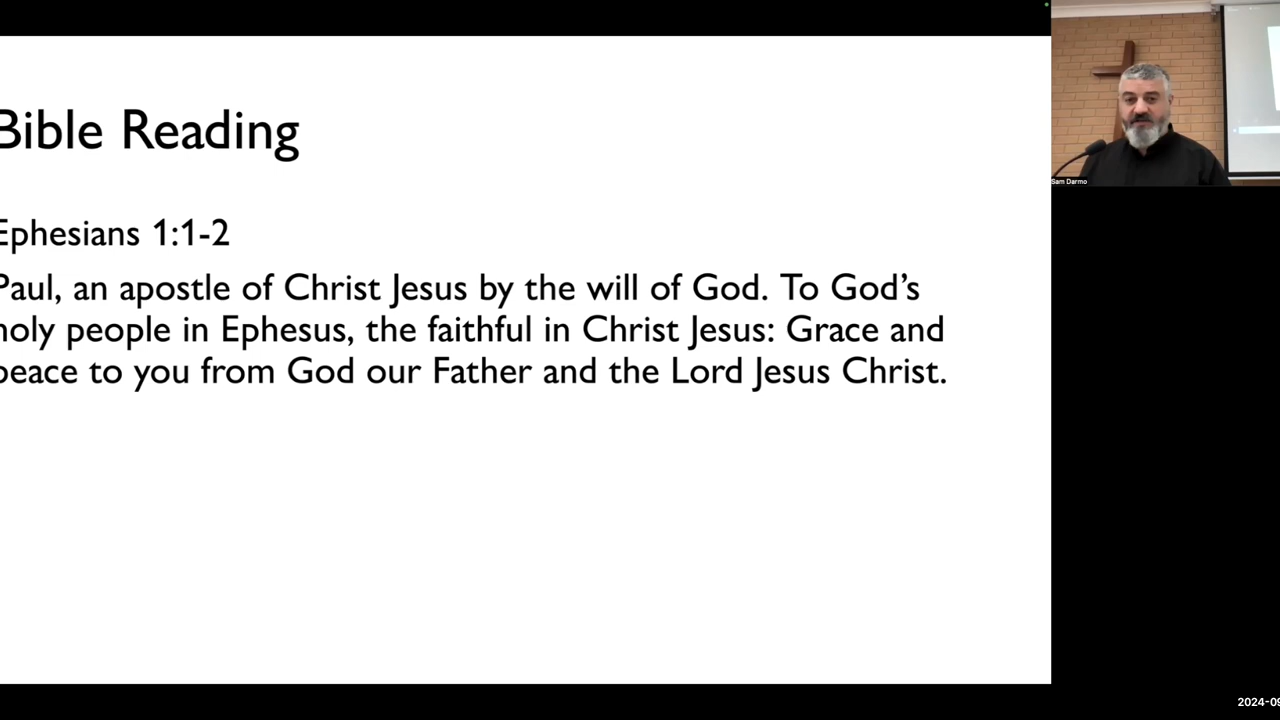 Bible Reading
Ephesians 1:1-2
Paul, an apostle of Christ Jesus by the will of God. To God's
holy people in Ephesus, the faithful in Christ Jesus: Grace and
peace to you from God our Father and the Lord Jesus Christ.
Sam Darmo
2024-09